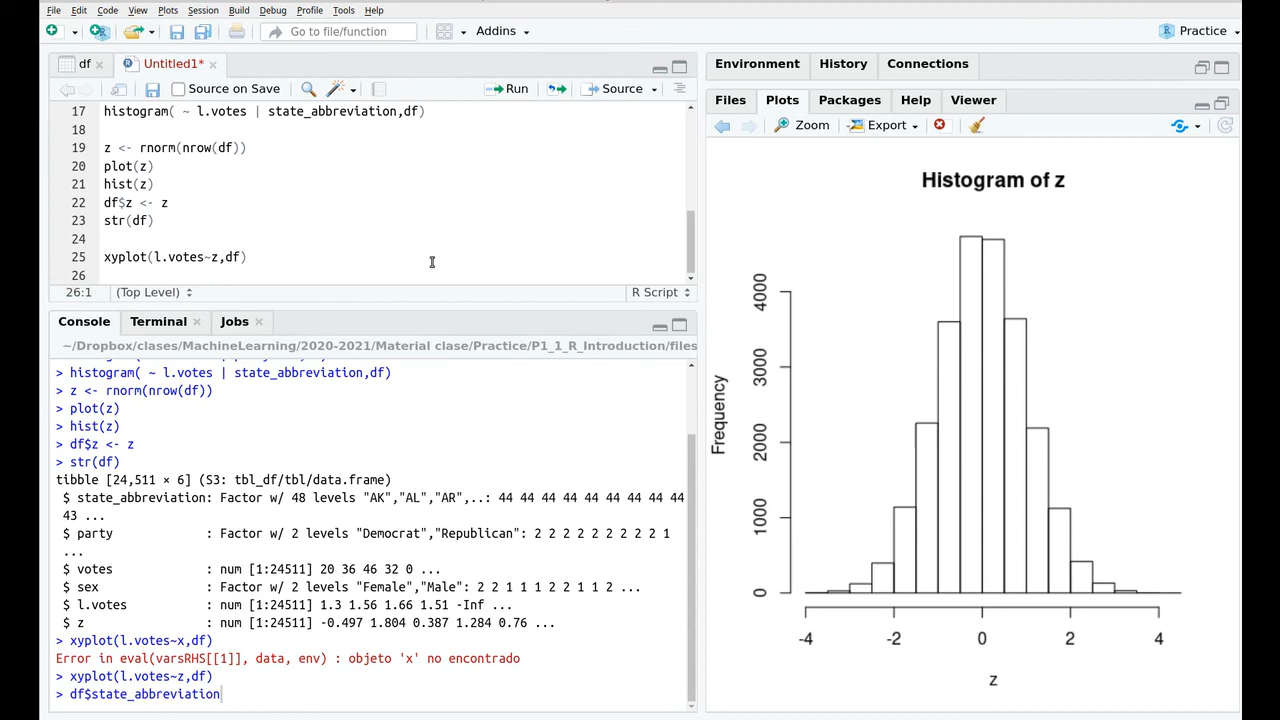 File Edit Code View Plots Session Build Debug Profile Tools Help
Go to file/function Addins Practice
df Untitled1*
Source on Save Run Source
17 histogram( ~ l.votes | state_abbreviation,df)
18
19 z <- rnorm(nrow(df))
20 plot(z)
21 hist(z)
22 df$z <- z
23 str(df)
24
25 xyplot(l.votes~z,df)
26
26:1 (Top Level) R Script
Console Terminal Jobs
~/Dropbox/clases/MachineLearning/2020-2021/Material clase/Practice/P1_1_R_Introduction/files
> histogram( ~ l.votes | state_abbreviation,df)
> z <- rnorm(nrow(df))
> plot(z)
> hist(z)
> df$z <- z
> str(df)
tibble [24,511 × 6] (S3: tbl_df/tbl/data.frame)
$ state_abbreviation: Factor w/ 48 levels "AK","AL","AR",..: 44 44 44 44 44 44 44 44 44
43 ...
$ party : Factor w/ 2 levels "Democrat","Republican": 2 2 2 2 2 2 2 2 2 1
...
$ votes : num [1:24511] 20 36 46 32 0 ...
$ sex : Factor w/ 2 levels "Female","Male": 2 2 1 1 1 2 2 1 1 2 ...
$ l.votes : num [1:24511] 1.3 1.56 1.66 1.51 -Inf ...
$ z : num [1:24511] -0.497 1.804 0.387 1.284 0.76 ...
> xyplot(l.votes~x,df)
Error in eval(varsRHS[[1]], data, env) : objeto 'x' no encontrado
> xyplot(l.votes~z,df)
> df$state_abbreviation
Environment History Connections
Files Plots Packages Help Viewer
Zoom Export
Histogram of z
Frequency
4000
3000
2000
1000
0
-4 -2 0 2 4
z